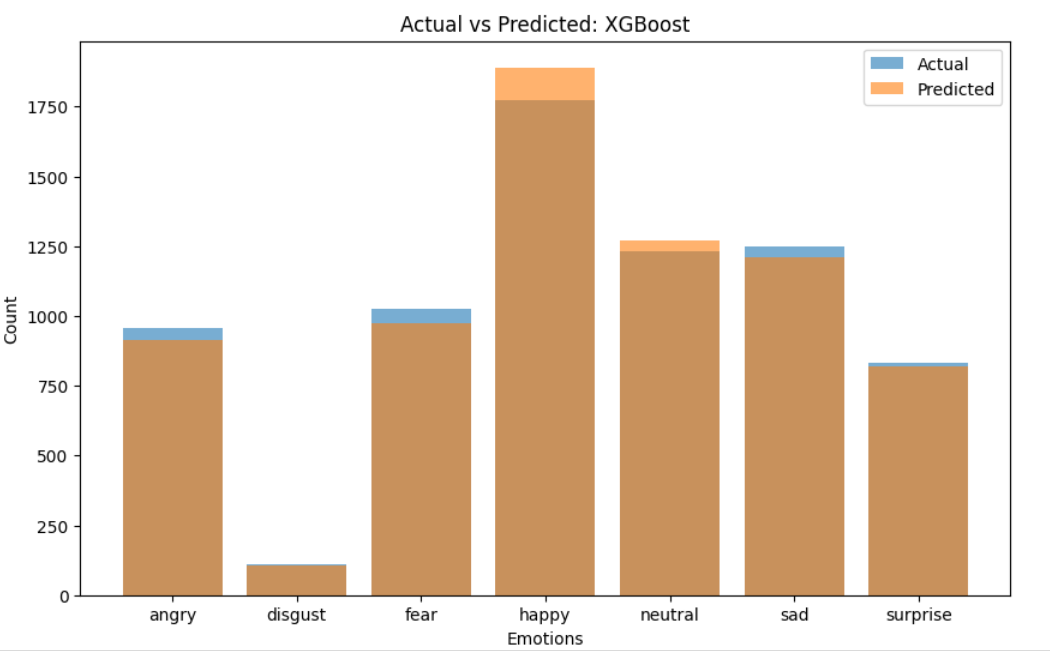 Actual vs Predicted: XGBoost
Actual
Predicted
1750
1500
1250
1000
750
500
250
0
Count
angry disgust fear happy neutral sad surprise
Emotions